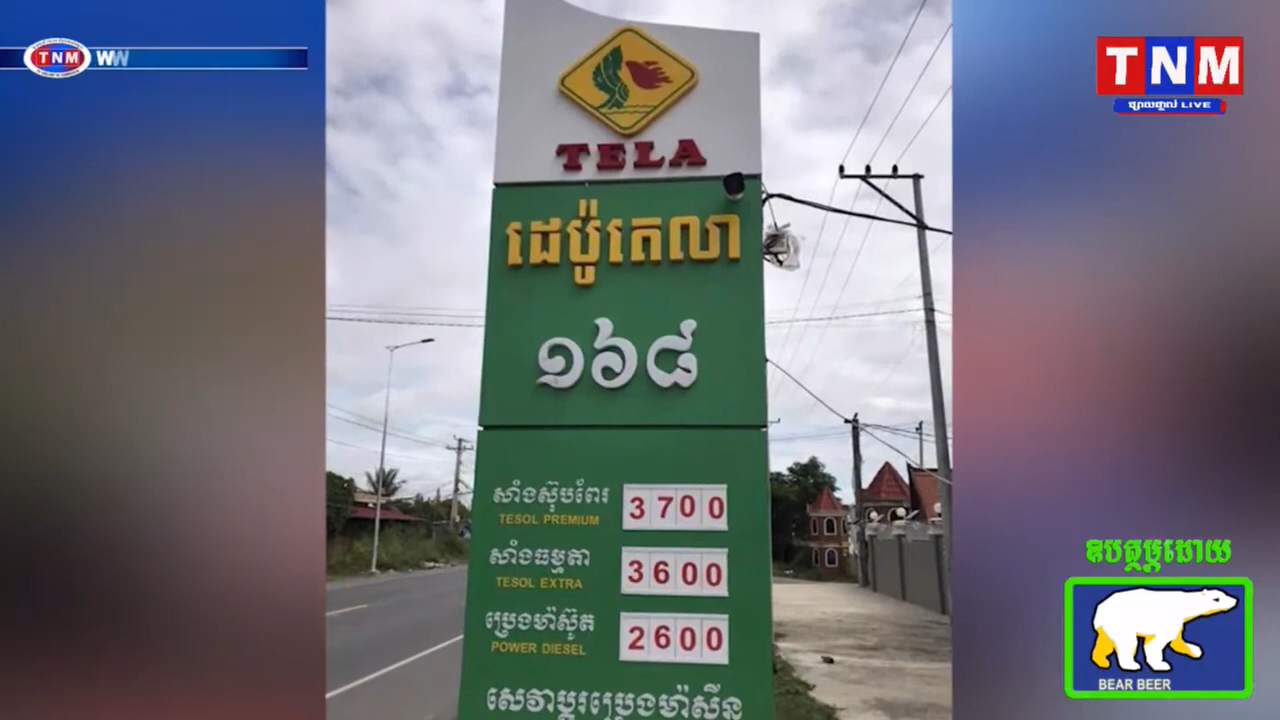 TNM
WW
TNM
ផ្សាយផ្ទាល់ LIVE
TELA
ដេប៉ូតេលា
១៦៨
សាំងស៊ុបពែរ
TESOL PREMIUM
3700
សាំងធម្មតា
TESOL EXTRA
3600
ប្រេងម៉ាស៊ូត
POWER DIESEL
2600
សេវាប្តូរប្រេងម៉ាស៊ីន
ឧបត្ថម្ភដោយ
BEAR BEER